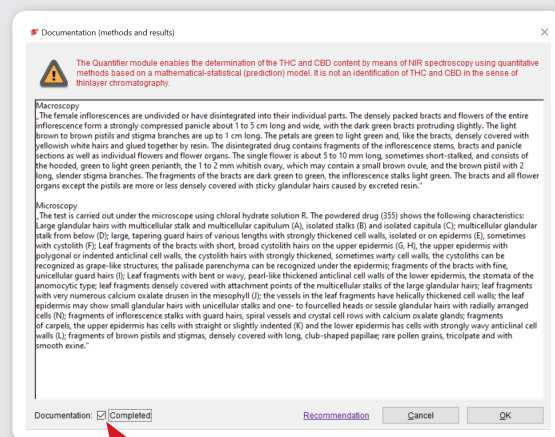 Documentation (methods and results)
The Quantifier module enables the determination of the THC and CBD content by means of NIR spectroscopy using quantitative
methods based on a mathematical-statistical (prediction) model. It is not an identification of THC and CBD in the sense of
thinlayer chromatography.
Macroscopy
„The female inflorescences are undivided or have disintegrated into their individual parts. The densely packed bracts and flowers of the entire
inflorescence form a strongly compressed panicle about 1 to 5 cm long and wide, with the dark green bracts protruding slightly. The light
brown to brown pistils and stigma branches are up to 1 cm long. The petals are green to light green and, like the bracts, densely covered with
yellowish white hairs and glued together by resin. The disintegrated drug contains fragments of the inflorescence stems, bracts and panicle
sections as well as individual flowers and flower organs. The single flower is about 5 to 10 mm long, sometimes short-stalked, and consists of
the hooded, green to light green perianth, the 1 to 2 mm whitish ovary, which may contain a small brown ovule, and the brown pistil with 2
long, slender stigma branches. The fragments of the bracts are dark green to green, the inflorescence stalks light green. The bracts and all flower
organs except the pistils are more or less densely covered with sticky glandular hairs caused by excreted resin.“
Microscopy
„The test is carried out under the microscope using chloral hydrate solution R. The powdered drug (355) shows the following characteristics:
Large glandular hairs with multicellular stalk and multicellular capitulum (A), isolated stalks (B) and isolated capitula (C); multicellular glandular
stalk from below (D); large, tapering guard hairs of various lengths with strongly thickened cell walls, isolated or on epidermis (E), sometimes
with cystolith (F); Leaf fragments of the bracts with short, broad cystolith hairs on the upper epidermis (G, H), the upper epidermis with
polygonal or indented anticlinal cell walls, the cystolith hairs with strongly thickened, sometimes warty cell walls, the cystoliths can be
recognized as grape-like structures, the palisade parenchyma can be recognized under the epidermis; fragments of the bracts with fine,
unicellular guard hairs (I); Leaf fragments with bent or wavy, pearl-like thickened anticlinal cell walls of the lower epidermis, the stomata of the
anomocytic type; leaf fragments densely covered with attachment points of the multicellular stalks of the large glandular hairs; leaf fragments
with very numerous calcium oxalate drusen in the mesophyll (J); the vessels in the leaf fragments have helically thickened cell walls; the leaf
epidermis may show small glandular hairs with unicellular stalks and one- to fourcelled heads or sessile glandular hairs with radially arranged
cells (N); fragments of inflorescence stalks with guard hairs, spiral vessels and crystal cell rows with calcium oxalate glands; fragments
of carpels, the upper epidermis has cells with straight or slightly indented (K) and the lower epidermis has cells with strongly wavy anticlinal cell
walls (L); fragments of brown pistils and stigmas, densely covered with long, club-shaped papillae; rare pollen grains, tricolpate and with
smooth exine.“
Documentation: Completed Recommendation Cancel OK